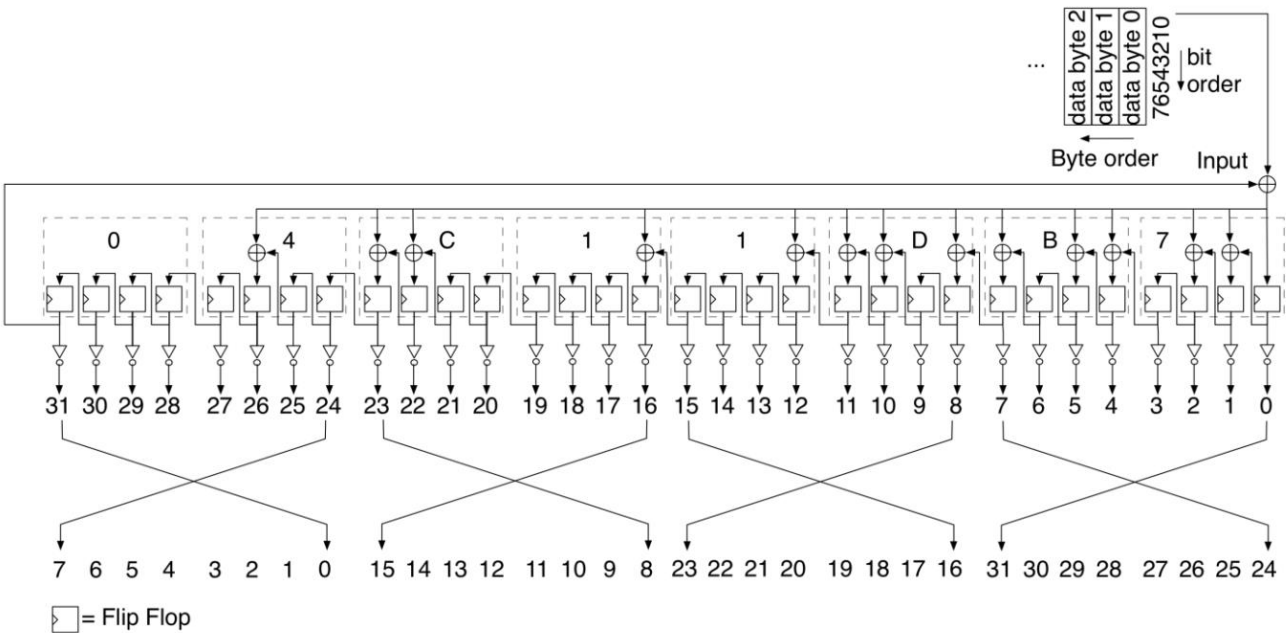 data byte 2
data byte 1
data byte 0
76543210
...
bit
order
Byte order
Input
0 4 C 1 1 D B 7
31 30 29 28 27 26 25 24 23 22 21 20 19 18 17 16 15 14 13 12 11 10 9 8 7 6 5 4 3 2 1 0
7 6 5 4 3 2 1 0 15 14 13 12 11 10 9 8 23 22 21 20 19 18 17 16 31 30 29 28 27 26 25 24
= Flip Flop